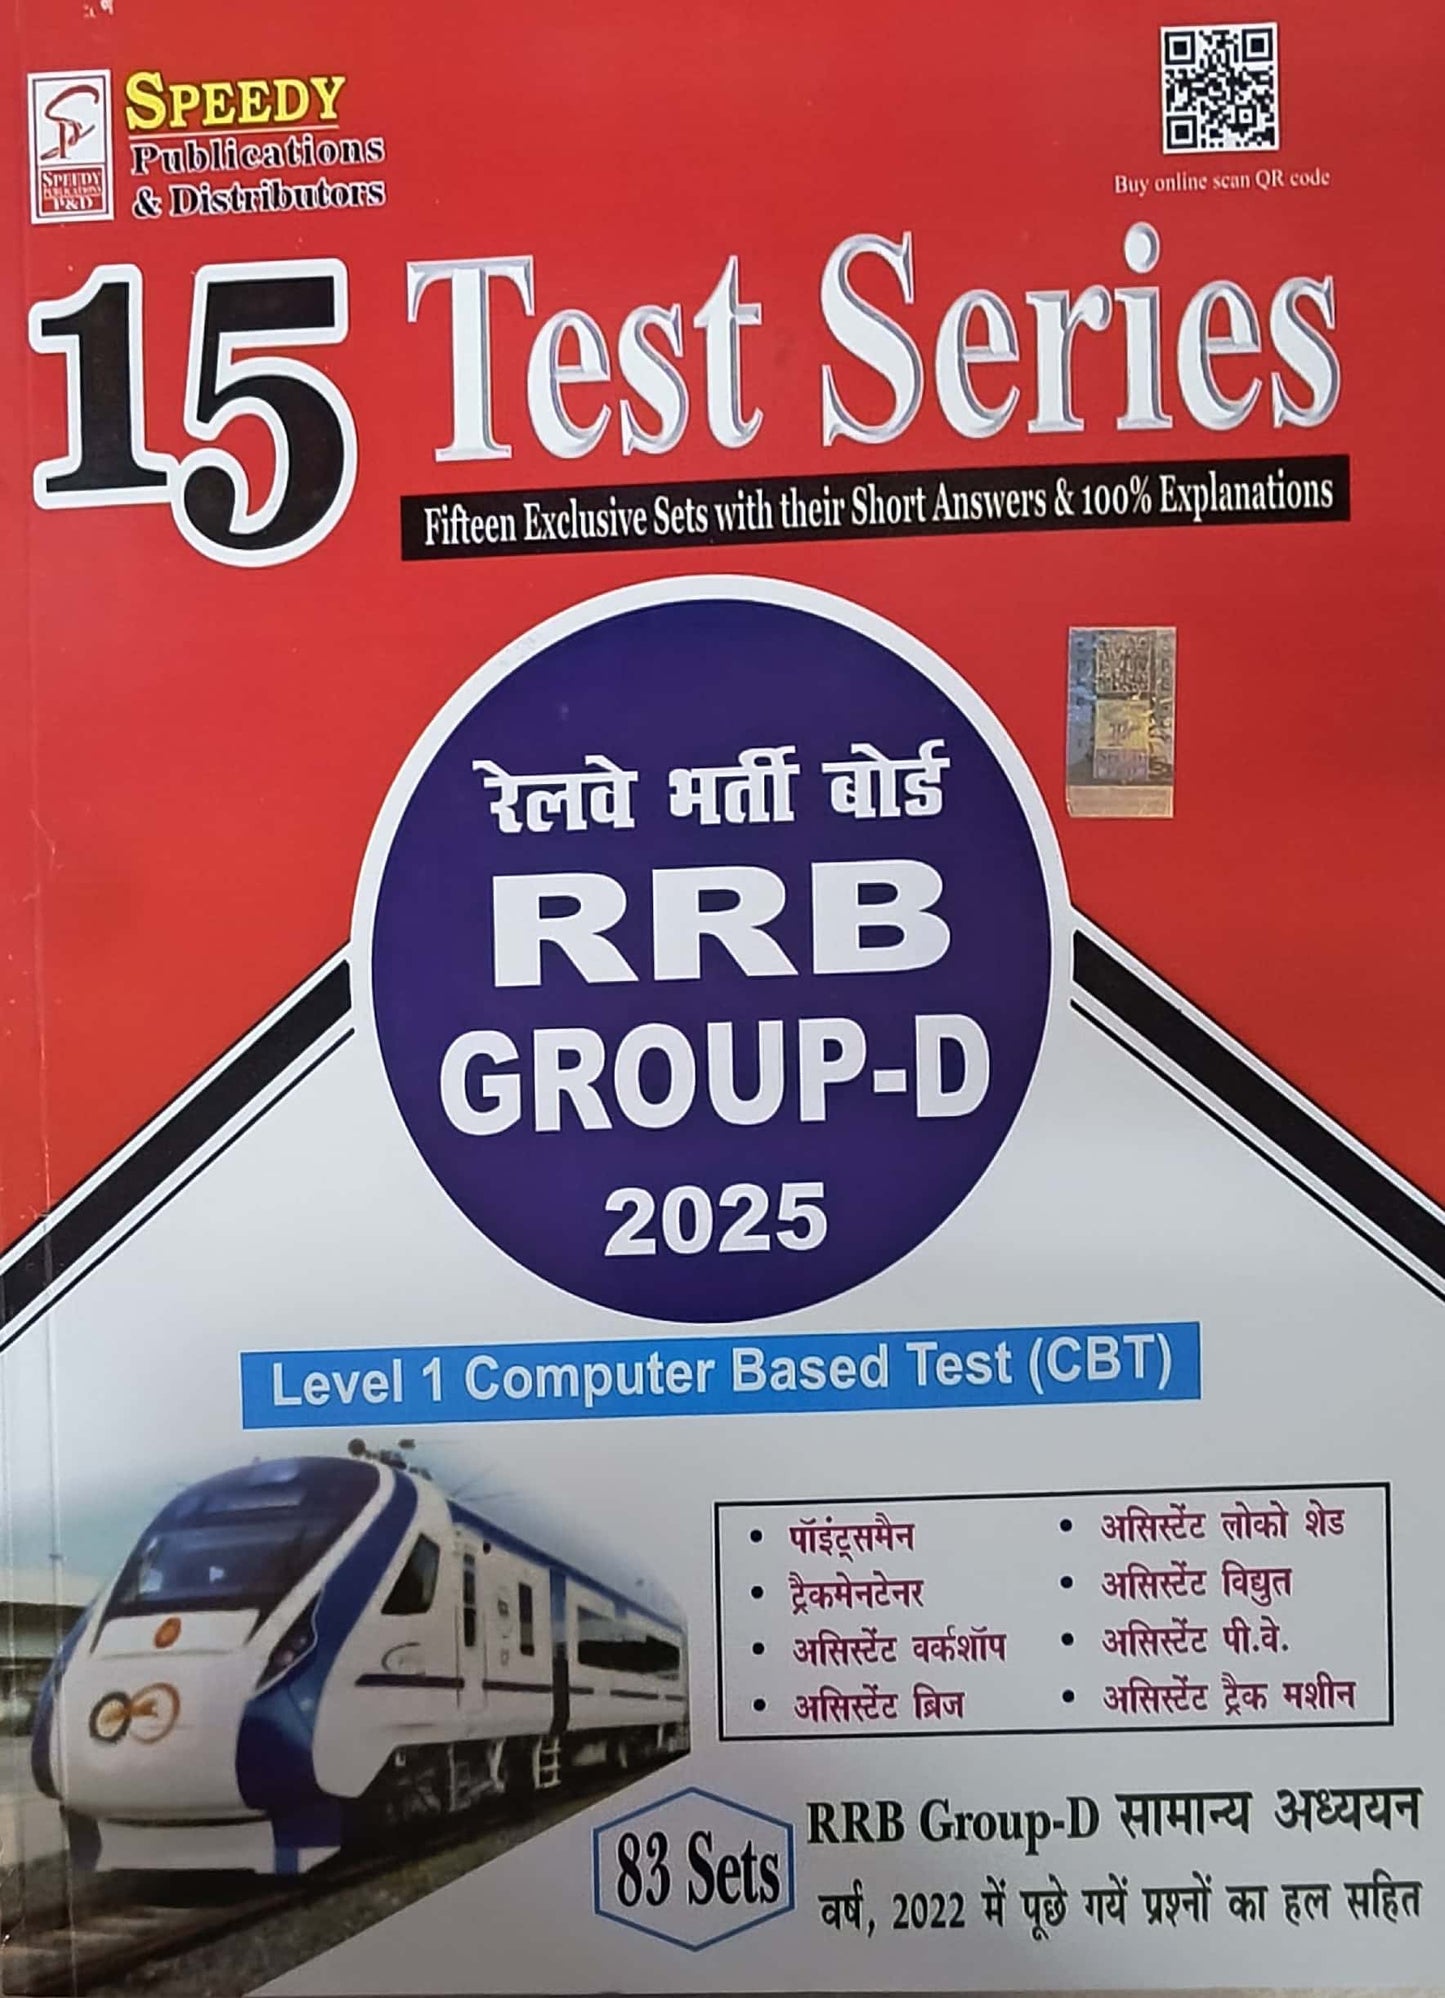 SPEEDY
Publications
& Distributors
SPEEDY
P&D
Buy online scan QR code
15 Test Series
Fifteen Exclusive Sets with their Short Answers & 100% Explanations
रेलवे भर्ती बोर्ड
RRB
GROUP-D
2025
Level 1 Computer Based Test (CBT)
• पॉइंट्समैन
• ट्रैकमेनटेनर
• असिस्टेंट वर्कशॉप
• असिस्टेंट ब्रिज
• असिस्टेंट लोको शेड
• असिस्टेंट विद्युत
• असिस्टेंट पी.वे.
• असिस्टेंट ट्रैक मशीन
83 Sets
RRB Group-D सामान्य अध्ययन
वर्ष, 2022 में पूछे गयें प्रश्नों का हल सहित